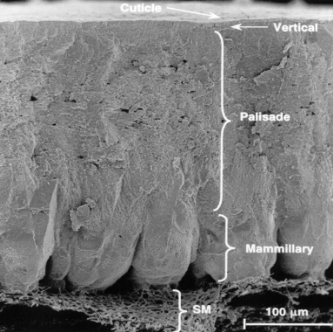 Cuticle
Vertical
Palisade
Mammillary
SM
100 µm